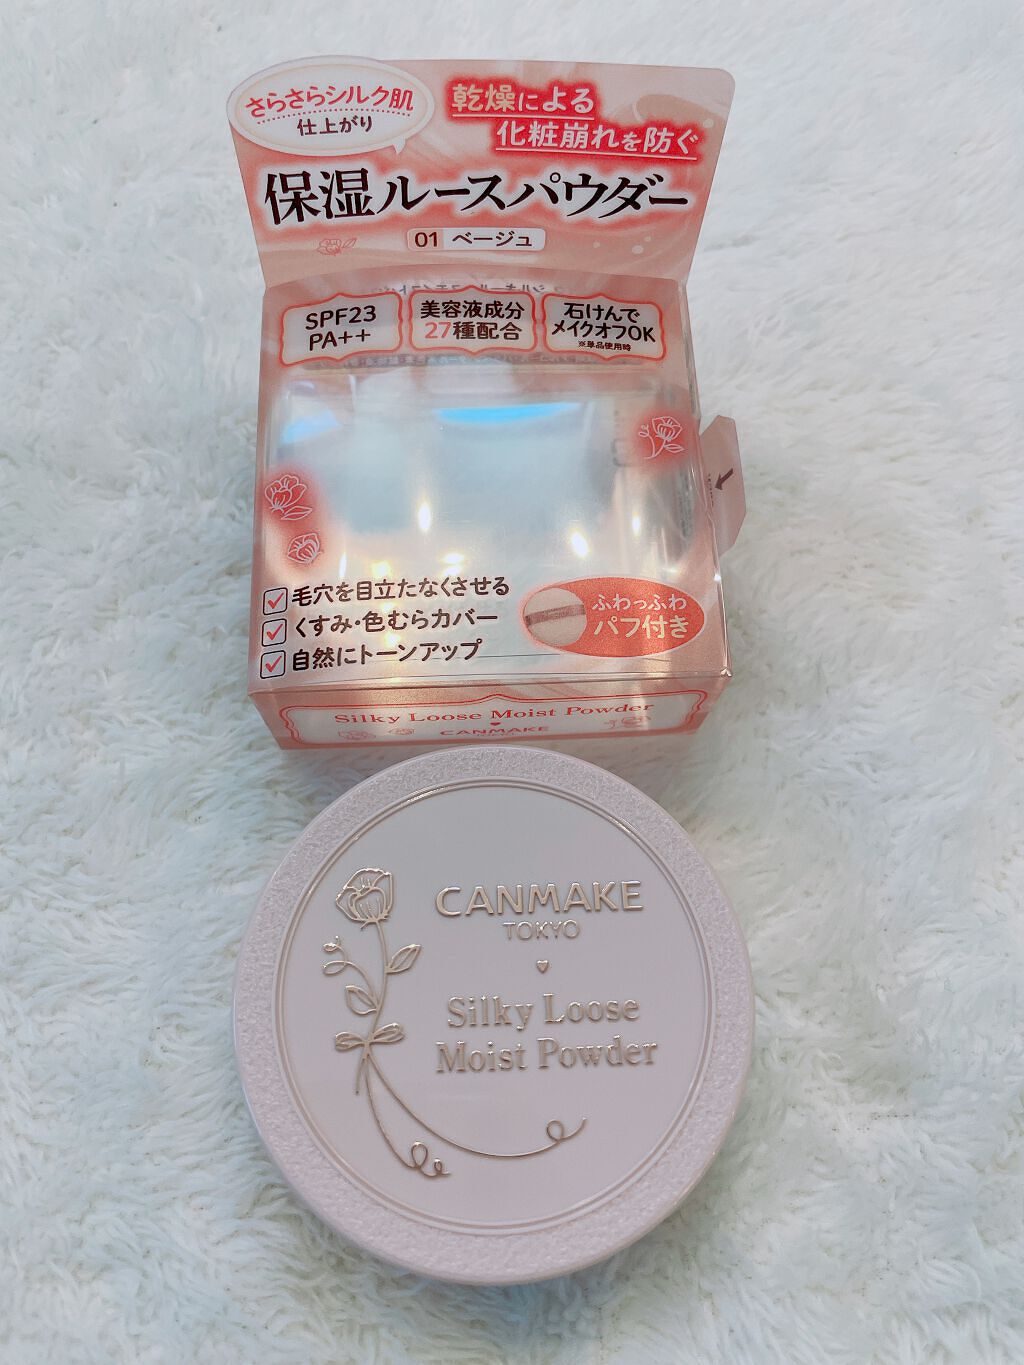 さらさらシルク肌
仕上がり
乾燥による
化粧崩れを防ぐ
保湿ルースパウダー
01 ベージュ
SPF23
PA++
美容液成分
27種配合
石けんで
メイクオフOK
※単品使用時
毛穴を目立たなくさせる
くすみ・色むらカバー
自然にトーンアップ
ふわっふわ
パフ付き
Silky Loose Moist Powder
CANMAKE
CANMAKE
TOKYO
Silky Loose
Moist Powder